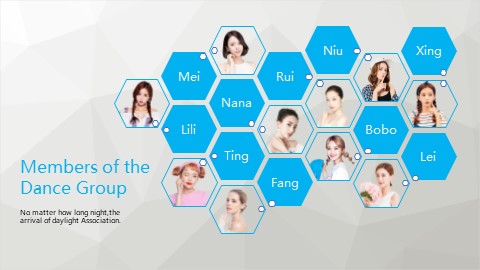 Niu
Xing
Mei
Rui
Nana
Lili
Bobo
Ting
Lei
Fang
Members of the
Dance Group
No matter how long night,the
arrival of daylight Association.